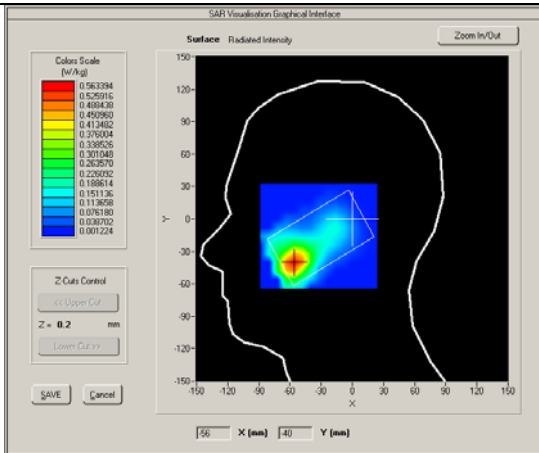 SAR Visualisation Graphical Interface
Surface Radiated Intensity
Zoom In/Out
Colors Scale
(W/kg)
0.563394
0.525916
0.488438
0.450960
0.413482
0.376004
0.338526
0.301048
0.263570
0.226092
0.188614
0.151136
0.113658
0.076180
0.038702
0.001224
Z Cuts Control
<< Upper Cut
Z = 0.2 mm
Lower Cut >>
SAVE Cancel
150-
120-
90-
60-
30-
0-
-30-
-60-
-90-
-120-
-150-
Y
-150 -120 -90 -60 -30 0 30 60 90 120 150
X
-56 X (mm) -40 Y (mm)